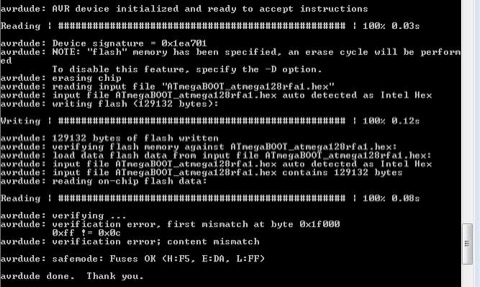 avrdude: AVR device initialized and ready to accept instructions
Reading | ################################################## | 100% 0.03s
avrdude: Device signature = 0x1ea701
avrdude: NOTE: "flash" memory has been specified, an erase cycle will be perform
ed
To disable this feature, specify the -D option.
avrdude: erasing chip
avrdude: reading input file "ATmegaBOOT_atmega128rfa1.hex"
avrdude: input file ATmegaBOOT_atmega128rfa1.hex auto detected as Intel Hex
avrdude: writing flash (129132 bytes):
Writing | ################################################## | 100% 0.12s
avrdude: 129132 bytes of flash written
avrdude: verifying flash memory against ATmegaBOOT_atmega128rfa1.hex:
avrdude: load data flash data from input file ATmegaBOOT_atmega128rfa1.hex:
avrdude: input file ATmegaBOOT_atmega128rfa1.hex auto detected as Intel Hex
avrdude: input file ATmegaBOOT_atmega128rfa1.hex contains 129132 bytes
avrdude: reading on-chip flash data:
Reading | ################################################## | 100% 0.08s
avrdude: verifying ...
avrdude: verification error, first mismatch at byte 0x1f000
0xff != 0x0c
avrdude: verification error; content mismatch
avrdude: safemode: Fuses OK (H:F5, E:DA, L:FF)
avrdude done.  Thank you.